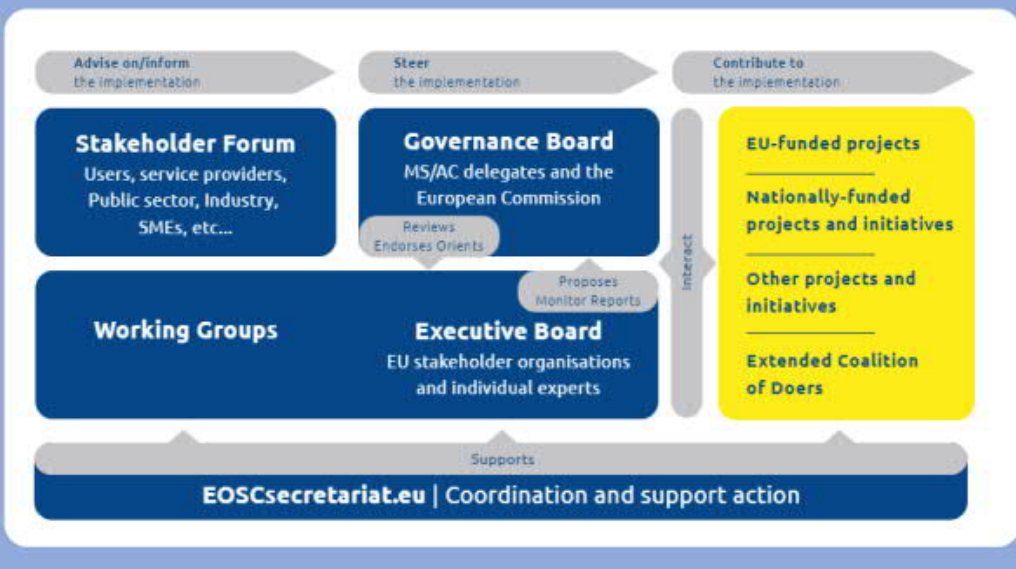 Advise on/inform
the implementation
Steer
the implementation
Contribute to
the implementation
Stakeholder Forum
Users, service providers,
Public sector, Industry,
SMEs, etc...
Governance Board
MS/AC delegates and the
European Commission
Reviews
Endorses Orients
Proposes
Monitor Reports
Working Groups
Executive Board
EU stakeholder organisations
and individual experts
Interact
EU-funded projects
Nationally-funded
projects and initiatives
Other projects and
initiatives
Extended Coalition
of Doers
Supports
EOSCsecretariat.eu | Coordination and support action